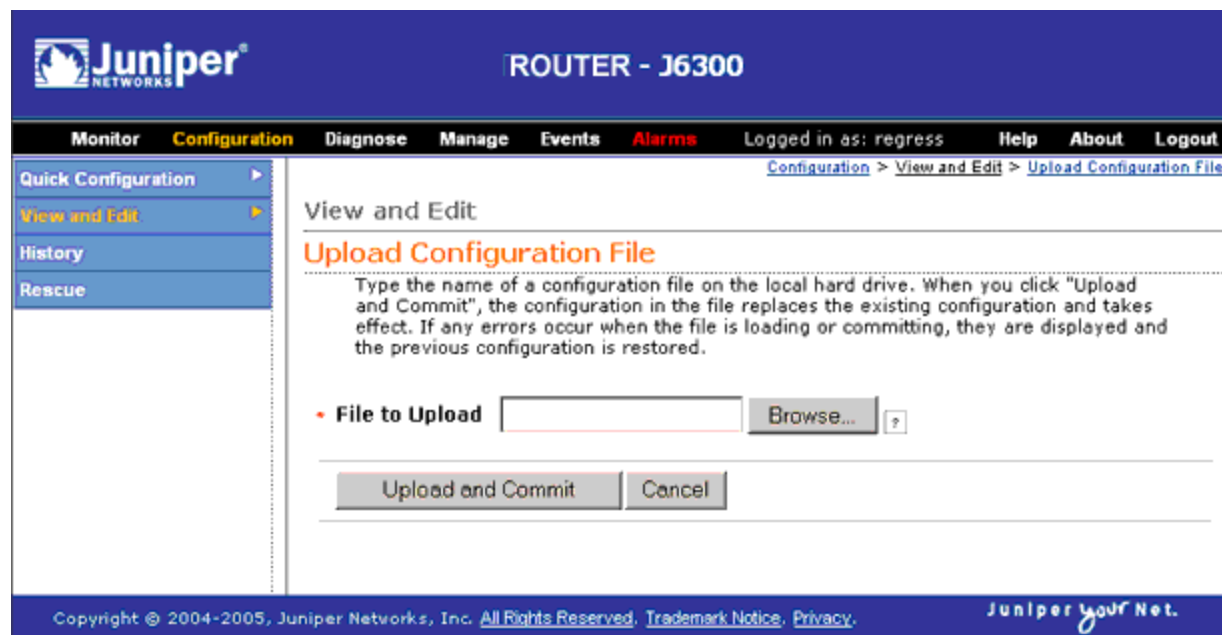 Juniper®
NETWORKS
ROUTER - J6300
Monitor Configuration Diagnose Manage Events Alarms Logged in as: regress Help About Logout
Configuration > View and Edit > Upload Configuration File
Quick Configuration
View and Edit
History
Rescue
View and Edit
Upload Configuration File
Type the name of a configuration file on the local hard drive. When you click "Upload
and Commit", the configuration in the file replaces the existing configuration and takes
effect. If any errors occur when the file is loading or committing, they are displayed and
the previous configuration is restored.
• File to Upload Browse... ?
Upload and Commit Cancel
Copyright © 2004-2005, Juniper Networks, Inc. All Rights Reserved. Trademark Notice. Privacy.
Juniper your Net.